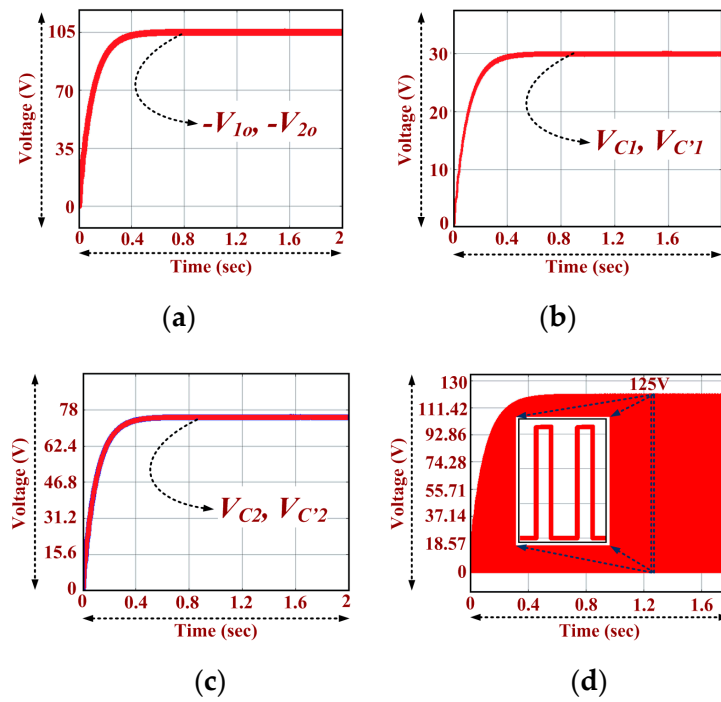 105
70
35
0
Voltage (V)
-V1o, -V2o
0
0.4
0.8
1.2
1.6
2
Time (sec)
(a)
30
20
10
0
Voltage (V)
VC1, VC'1
0
0.4
0.8
1.2
1.6
Time (sec)
(b)
78
62.4
46.8
31.2
15.6
0
Voltage (V)
VC2, VC'2
0
0.4
0.8
1.2
1.6
2
Time (sec)
(c)
130
111.42
92.86
74.28
55.71
37.14
18.57
0
Voltage (V)
125V
0
0.4
0.8
1.2
1.6
Time (sec)
(d)